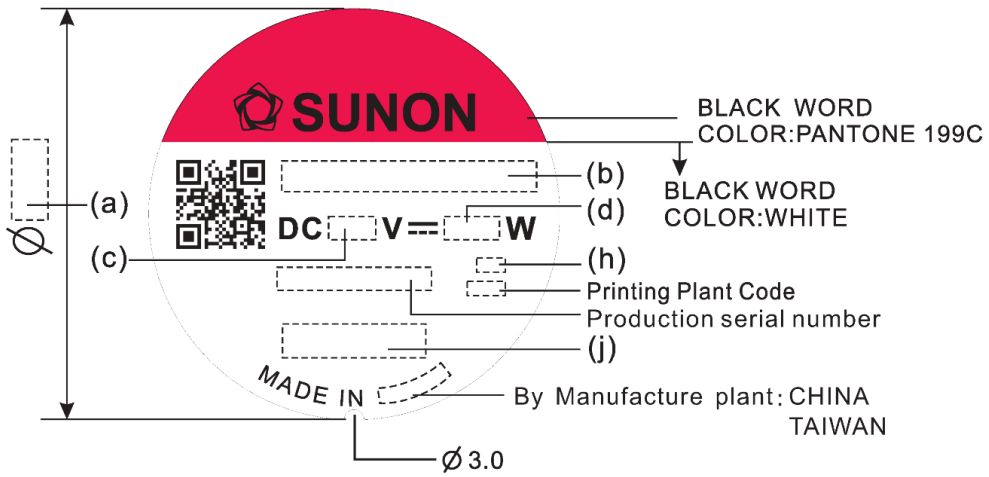 SUNON
BLACK WORD
COLOR:PANTONE 199C
BLACK WORD
COLOR:WHITE
(a)
Ø
(b)
(d)
DC V⎓ W
(c)
(h)
Printing Plant Code
Production serial number
(j)
MADE IN
By Manufacture plant: CHINA
TAIWAN
Ø 3.0